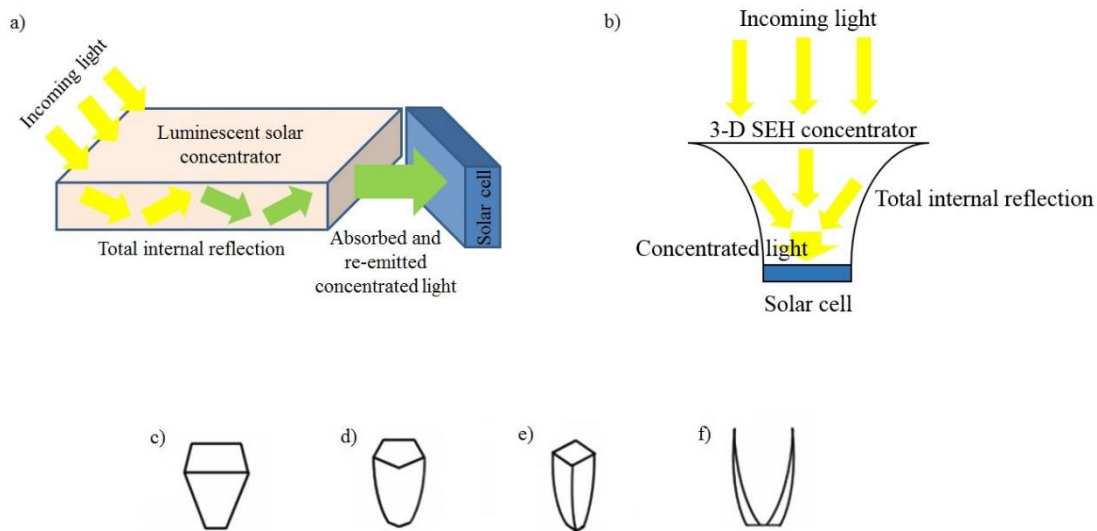 a)
Incoming light
Luminescent solar
concentrator
Total internal reflection
Absorbed and
re-emitted
concentrated light
Solar cell
b)
Incoming light
3-D SEH concentrator
Total internal reflection
Concentrated light
Solar cell
c)
d)
e)
f)